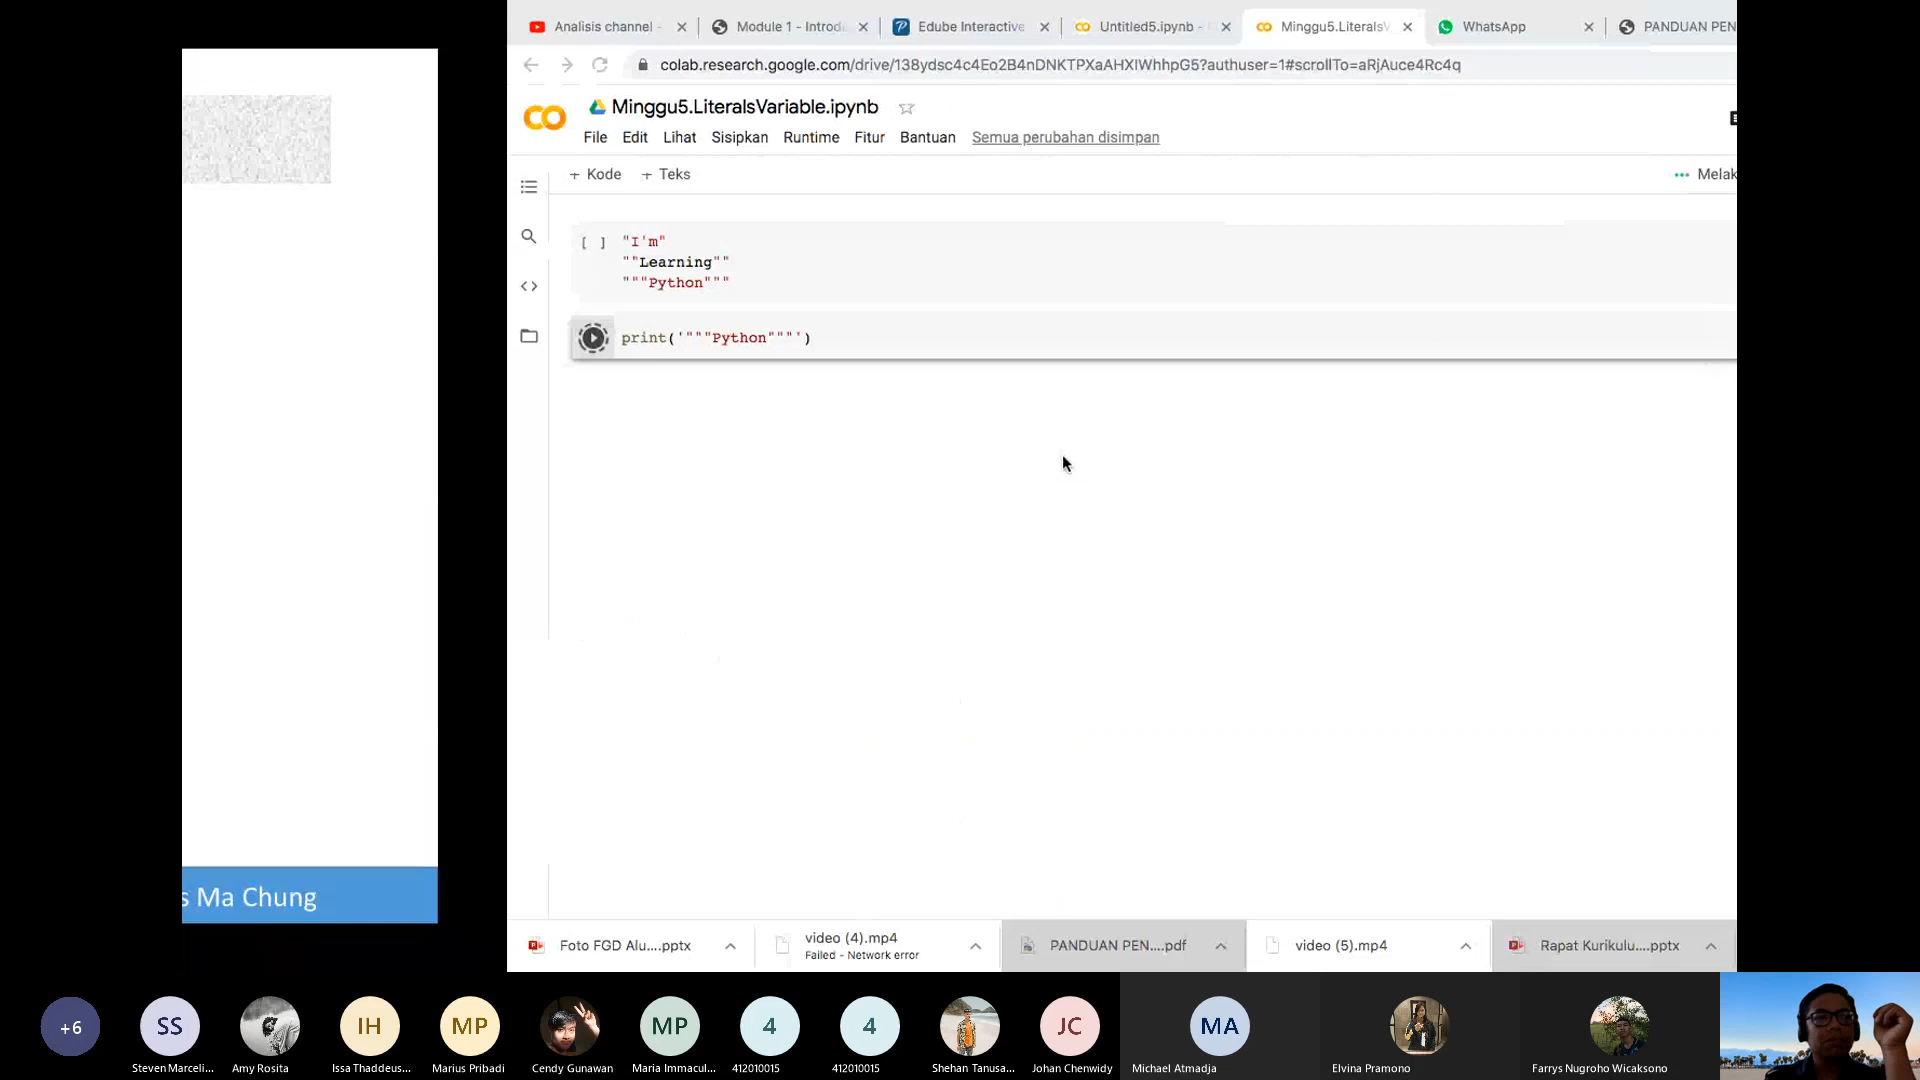 Analisis channel -
Module 1 - Introd
Edube Interactive
Untitled5.ipynb -
Minggu5.LiteralsV
WhatsApp
PANDUAN PEN
colab.research.google.com/drive/138ydsc4c4Eo2B4nDNKTPXaAHXIWhhpG5?authuser=1#scrollTo=aRjAuce4Rc4q
CO
Minggu5.LiteralsVariable.ipynb
File Edit Lihat Sisipkan Runtime Fitur Bantuan Semua perubahan disimpan
+ Kode + Teks
Melak
[ ] "I'm"
""Learning""
"""Python"""
print('"""Python"""')
s Ma Chung
Foto FGD Alu....pptx
video (4).mp4
Failed - Network error
PANDUAN PEN....pdf
video (5).mp4
Rapat Kurikulu....pptx
+6
SS
IH
MP
MP
4
4
JC
MA
Steven Marceli...
Amy Rosita
Issa Thaddeus...
Marius Pribadi
Cendy Gunawan
Maria Immacul...
412010015
412010015
Shehan Tanusa...
Johan Chenwidy
Michael Atmadja
Elvina Pramono
Farrys Nugroho Wicaksono